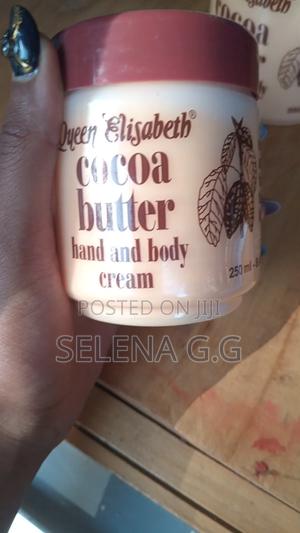 Queen Elisabeth®
cocoa
butter
hand and body
cream
250 ml
POSTED ON JIJI
SELENA G.G
cocoa